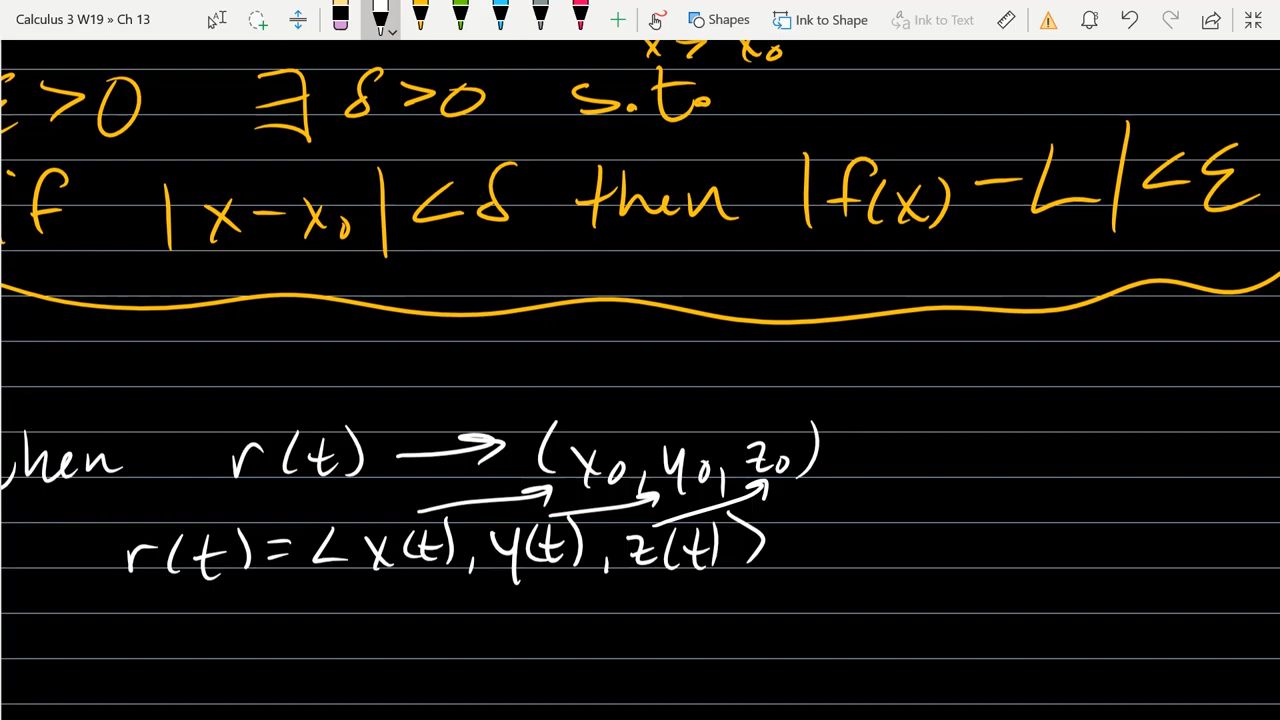 Calculus 3 W19 » Ch 13
Shapes
Ink to Shape
Ink to Text
x → x₀
ε > 0 ∃ δ > 0 s.t.
if |x - x₀| < δ then |f(x) - L| < ε
when r(t) → (x₀, y₀, z₀)
r(t) = < x(t), y(t), z(t) >